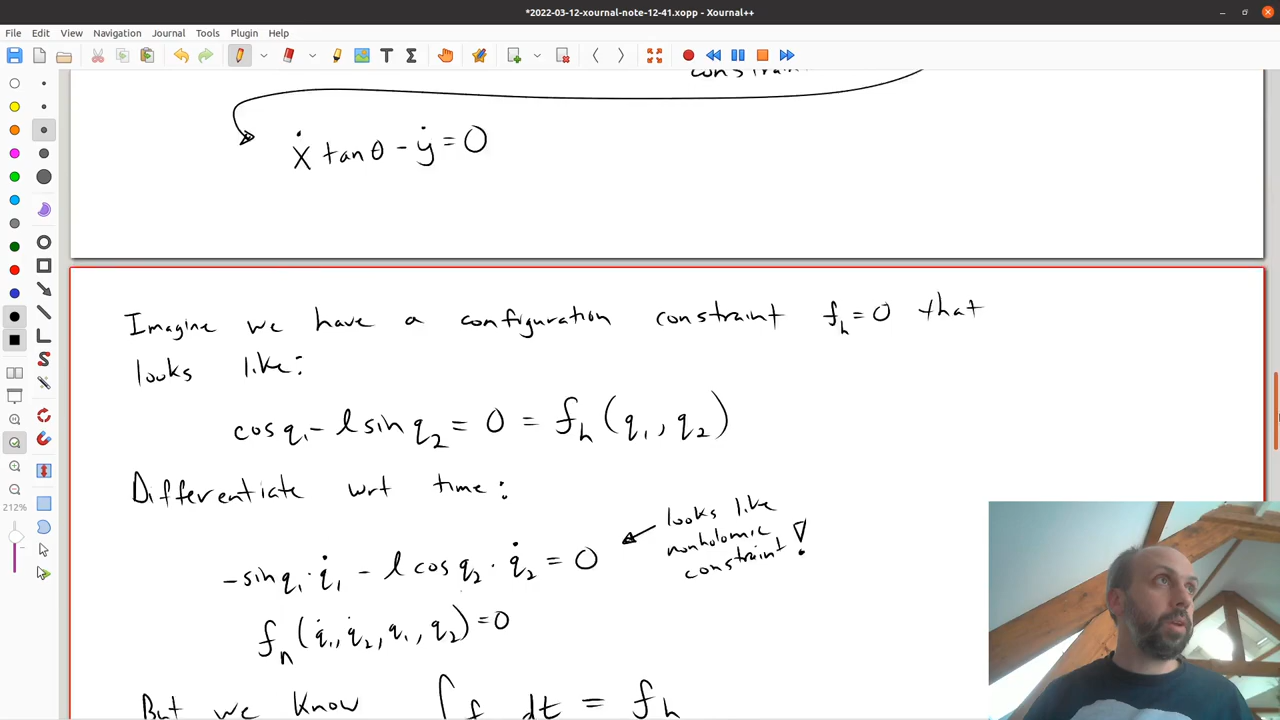 *2022-03-12-xournal-note-12-41.xopp - Xournal++
File Edit View Navigation Journal Tools Plugin Help
ẋ tanθ - ẏ = 0
Imagine we have a configuration constraint f_h = 0 that
looks like:
cos q₁ - l sin q₂ = 0 = f_h (q₁, q₂)
Differentiate wrt time:
-sin q₁ · q̇₁ - l cos q₂ · q̇₂ = 0
looks like
nonholomic
constraint!
f_n (q̇₁, q̇₂, q₁, q₂) = 0
But we know ∫ f dt = f_h
212%